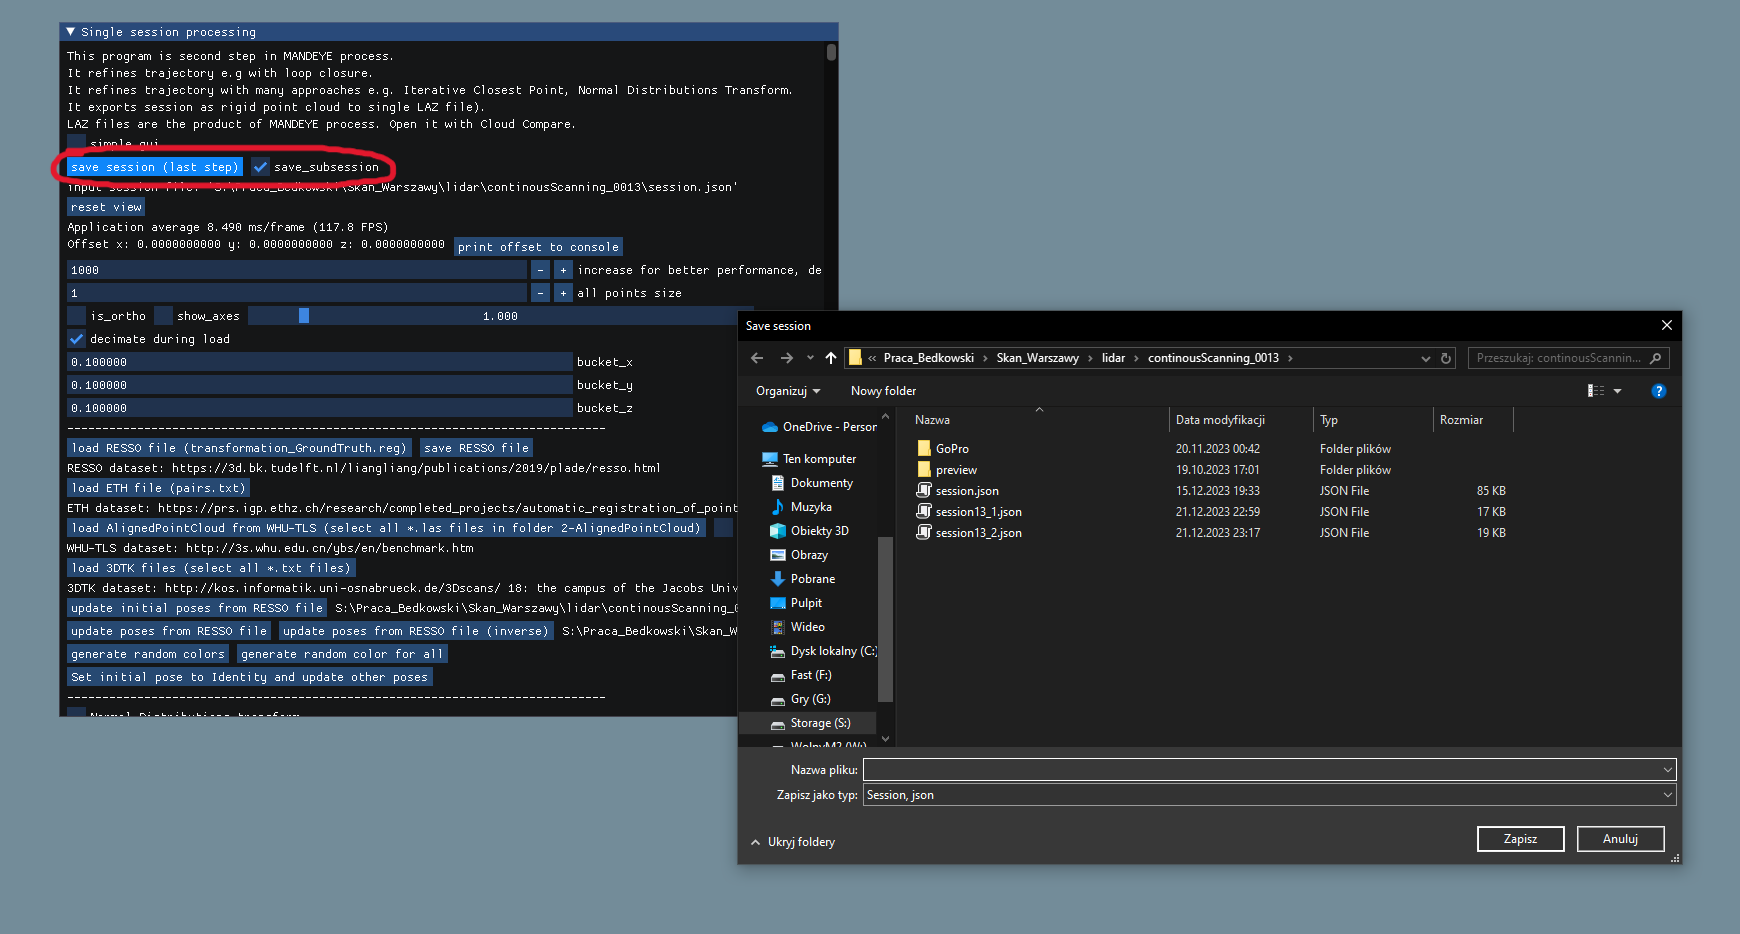 Single session processing
This program is second step in MANDEYE process.
It refines trajectory e.g with loop closure.
It refines trajectory with many approaches e.g. Iterative Closest Point, Normal Distributions Transform.
It exports session as rigid point cloud to single LAZ file).
LAZ files are the product of MANDEYE process. Open it with Cloud Compare.
simple_gui
save session (last step) save_subsession
input session file: 'S:\Praca_Bedkowski\Skan_Warszawy\lidar\continousScanning_0013\session.json'
reset view
Application average 8.490 ms/frame (117.8 FPS)
Offset x: 0.0000000000 y: 0.0000000000 z: 0.0000000000 print offset to console
1000 - + increase for better performance, de
1 - + all points size
is_ortho show_axes 1.000
decimate during load
0.100000 bucket_x
0.100000 bucket_y
0.100000 bucket_z
--------------------------------------------------------------------------------
load RESSO file (transformation_GroundTruth.reg) save RESSO file
RESSO dataset: https://3d.bk.tudelft.nl/liangliang/publications/2019/plade/resso.html
load ETH file (pairs.txt)
ETH dataset: https://prs.igp.ethz.ch/research/completed_projects/automatic_registration_of_point
load AlignedPointCloud from WHU-TLS (select all *.las files in folder 2-AlignedPointCloud)
WHU-TLS dataset: http://3s.whu.edu.cn/ybs/en/benchmark.htm
load 3DTK files (select all *.txt files)
3DTK dataset: http://kos.informatik.uni-osnabrueck.de/3Dscans/ 18: the campus of the Jacobs Univ
update initial poses from RESSO file S:\Praca_Bedkowski\Skan_Warszawy\lidar\continousScanning_0
update poses from RESSO file update poses from RESSO file (inverse) S:\Praca_Bedkowski\Skan_W
generate random colors generate random color for all
Set initial pose to Identity and update other poses
--------------------------------------------------------------------------------
Normal Distributions transform
Save session
« Praca_Bedkowski › Skan_Warszawy › lidar › continousScanning_0013 › Przeszukaj: continousScannin...
Organizuj Nowy folder ?
Nazwa Data modyfikacji Typ Rozmiar
GoPro 20.11.2023 00:42 Folder plików
preview 19.10.2023 17:01 Folder plików
session.json 15.12.2023 19:33 JSON File 85 KB
session13_1.json 21.12.2023 22:59 JSON File 17 KB
session13_2.json 21.12.2023 23:17 JSON File 19 KB
OneDrive - Person
Ten komputer
Dokumenty
Muzyka
Obiekty 3D
Obrazy
Pobrane
Pulpit
Wideo
Dysk lokalny (C:)
Fast (F:)
Gry (G:)
Storage (S:)
WolnyM2 (W:)
Nazwa pliku:
Zapisz jako typ: Session, json
Ukryj foldery Zapisz Anuluj